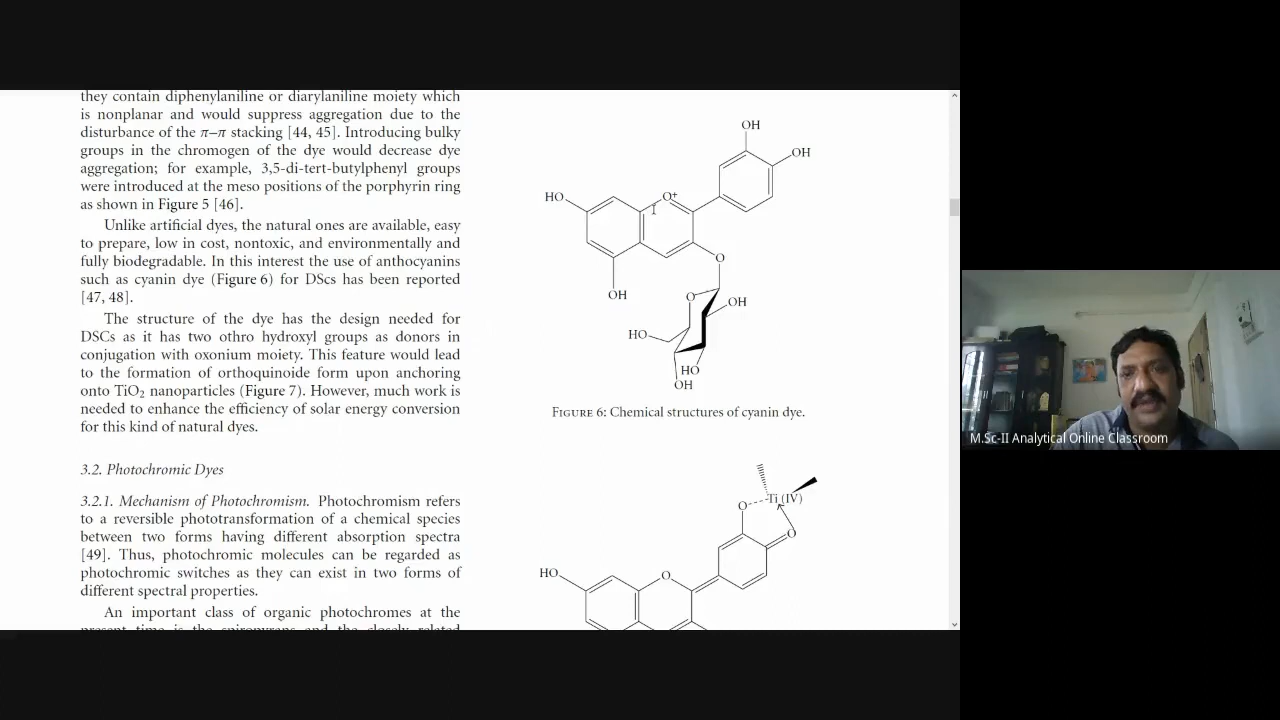 they contain diphenylaniline or diarylaniline moiety which
is nonplanar and would suppress aggregation due to the
disturbance of the π–π stacking [44, 45]. Introducing bulky
groups in the chromogen of the dye would decrease dye
aggregation; for example, 3,5-di-tert-butylphenyl groups
were introduced at the meso positions of the porphyrin ring
as shown in Figure 5 [46].
Unlike artificial dyes, the natural ones are available, easy
to prepare, low in cost, nontoxic, and environmentally and
fully biodegradable. In this interest the use of anthocyanins
such as cyanin dye (Figure 6) for DScs has been reported
[47, 48].
The structure of the dye has the design needed for
DSCs as it has two othro hydroxyl groups as donors in
conjugation with oxonium moiety. This feature would lead
to the formation of orthoquinoide form upon anchoring
onto TiO₂ nanoparticles (Figure 7). However, much work is
needed to enhance the efficiency of solar energy conversion
for this kind of natural dyes.
3.2. Photochromic Dyes
3.2.1. Mechanism of Photochromism. Photochromism refers
to a reversible phototransformation of a chemical species
between two forms having different absorption spectra
[49]. Thus, photochromic molecules can be regarded as
photochromic switches as they can exist in two forms of
different spectral properties.
An important class of organic photochromes at the
present time is the spiropyrans and the closely related
OH
OH
HO
O⁺
O
OH
O
OH
HO
HO
OH
FIGURE 6: Chemical structures of cyanin dye.
Ti (IV)
O
O
HO
O
M.Sc-II Analytical Online Classroom